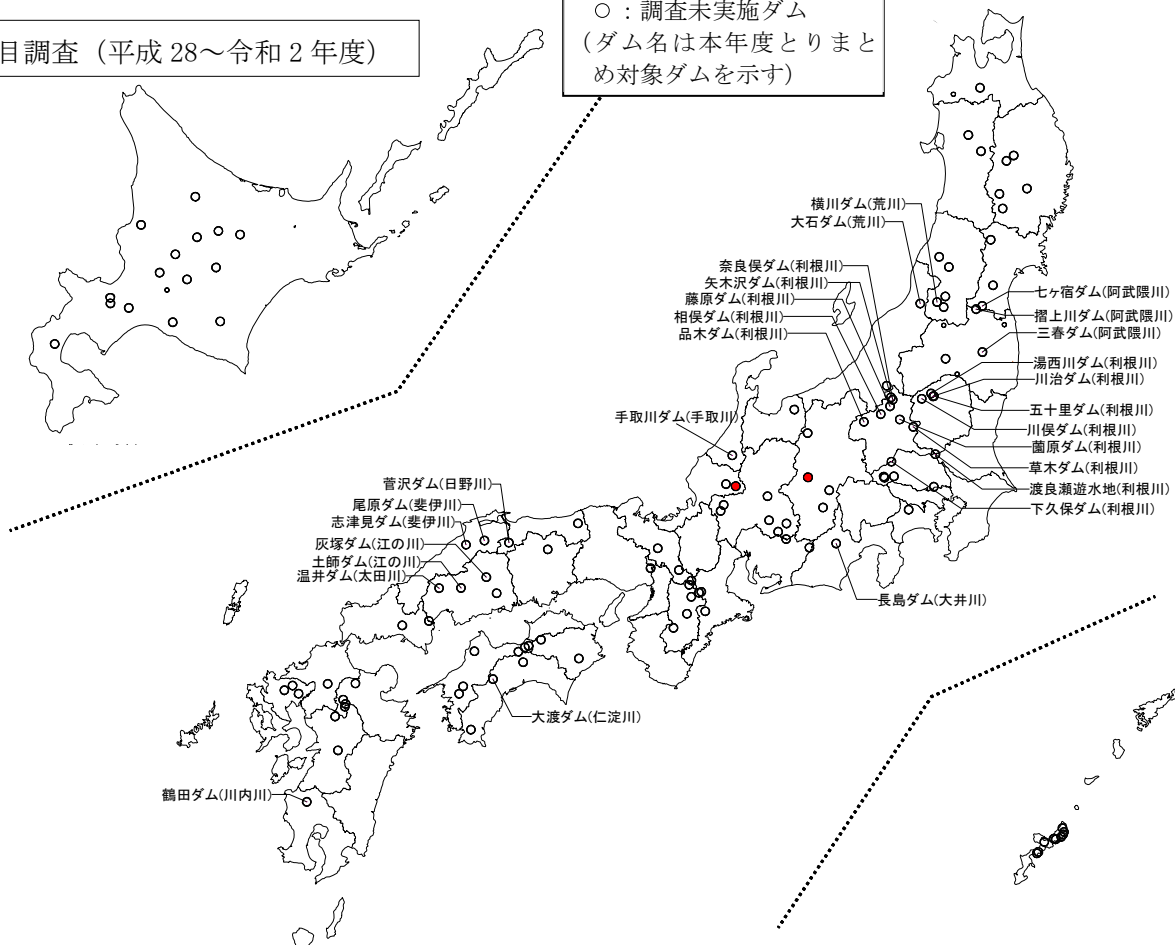 目調査（平成 28～令和 2 年度）
○：調査未実施ダム
（ダム名は本年度とりまと
め対象ダムを示す）
横川ダム(荒川)
大石ダム(荒川)
奈良俣ダム(利根川)
矢木沢ダム(利根川)
藤原ダム(利根川)
相俣ダム(利根川)
品木ダム(利根川)
七ヶ宿ダム(阿武隈川)
摺上川ダム(阿武隈川)
三春ダム(阿武隈川)
湯西川ダム(利根川)
川治ダム(利根川)
五十里ダム(利根川)
川俣ダム(利根川)
薗原ダム(利根川)
草木ダム(利根川)
渡良瀬遊水地(利根川)
下久保ダム(利根川)
手取川ダム(手取川)
菅沢ダム(日野川)
尾原ダム(斐伊川)
志津見ダム(斐伊川)
灰塚ダム(江の川)
土師ダム(江の川)
温井ダム(太田川)
長島ダム(大井川)
大渡ダム(仁淀川)
鶴田ダム(川内川)